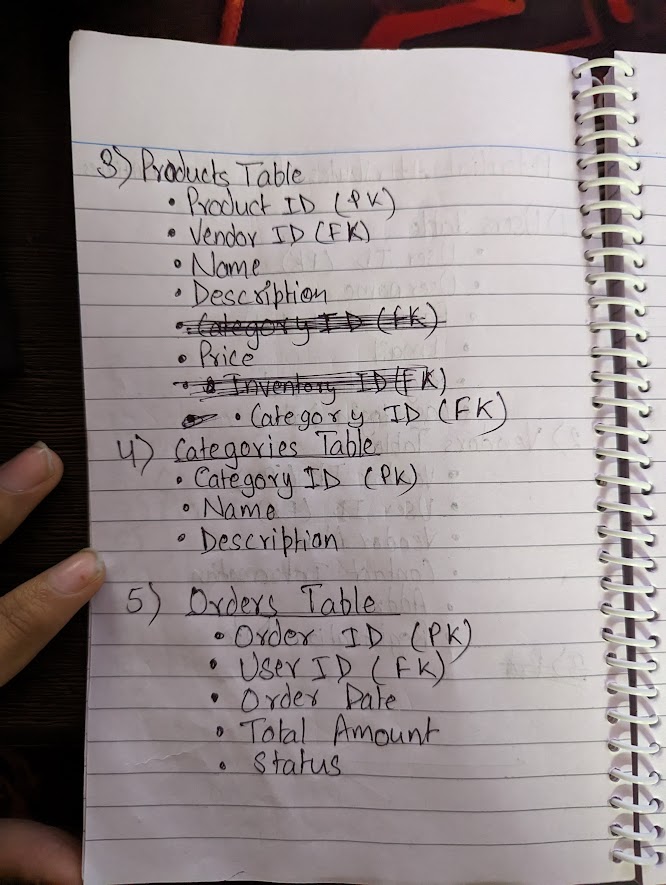 3) Products Table
• Product ID (PK)
• Vendor ID (FK)
• Name
• Description
• Category ID (FK)
• Price
• Inventory ID (FK)
• Category ID (FK)
4) Categories Table
• Category ID (PK)
• Name
• Description
5) Orders Table
• Order ID (PK)
• User ID (FK)
• Order Date
• Total Amount
• Status